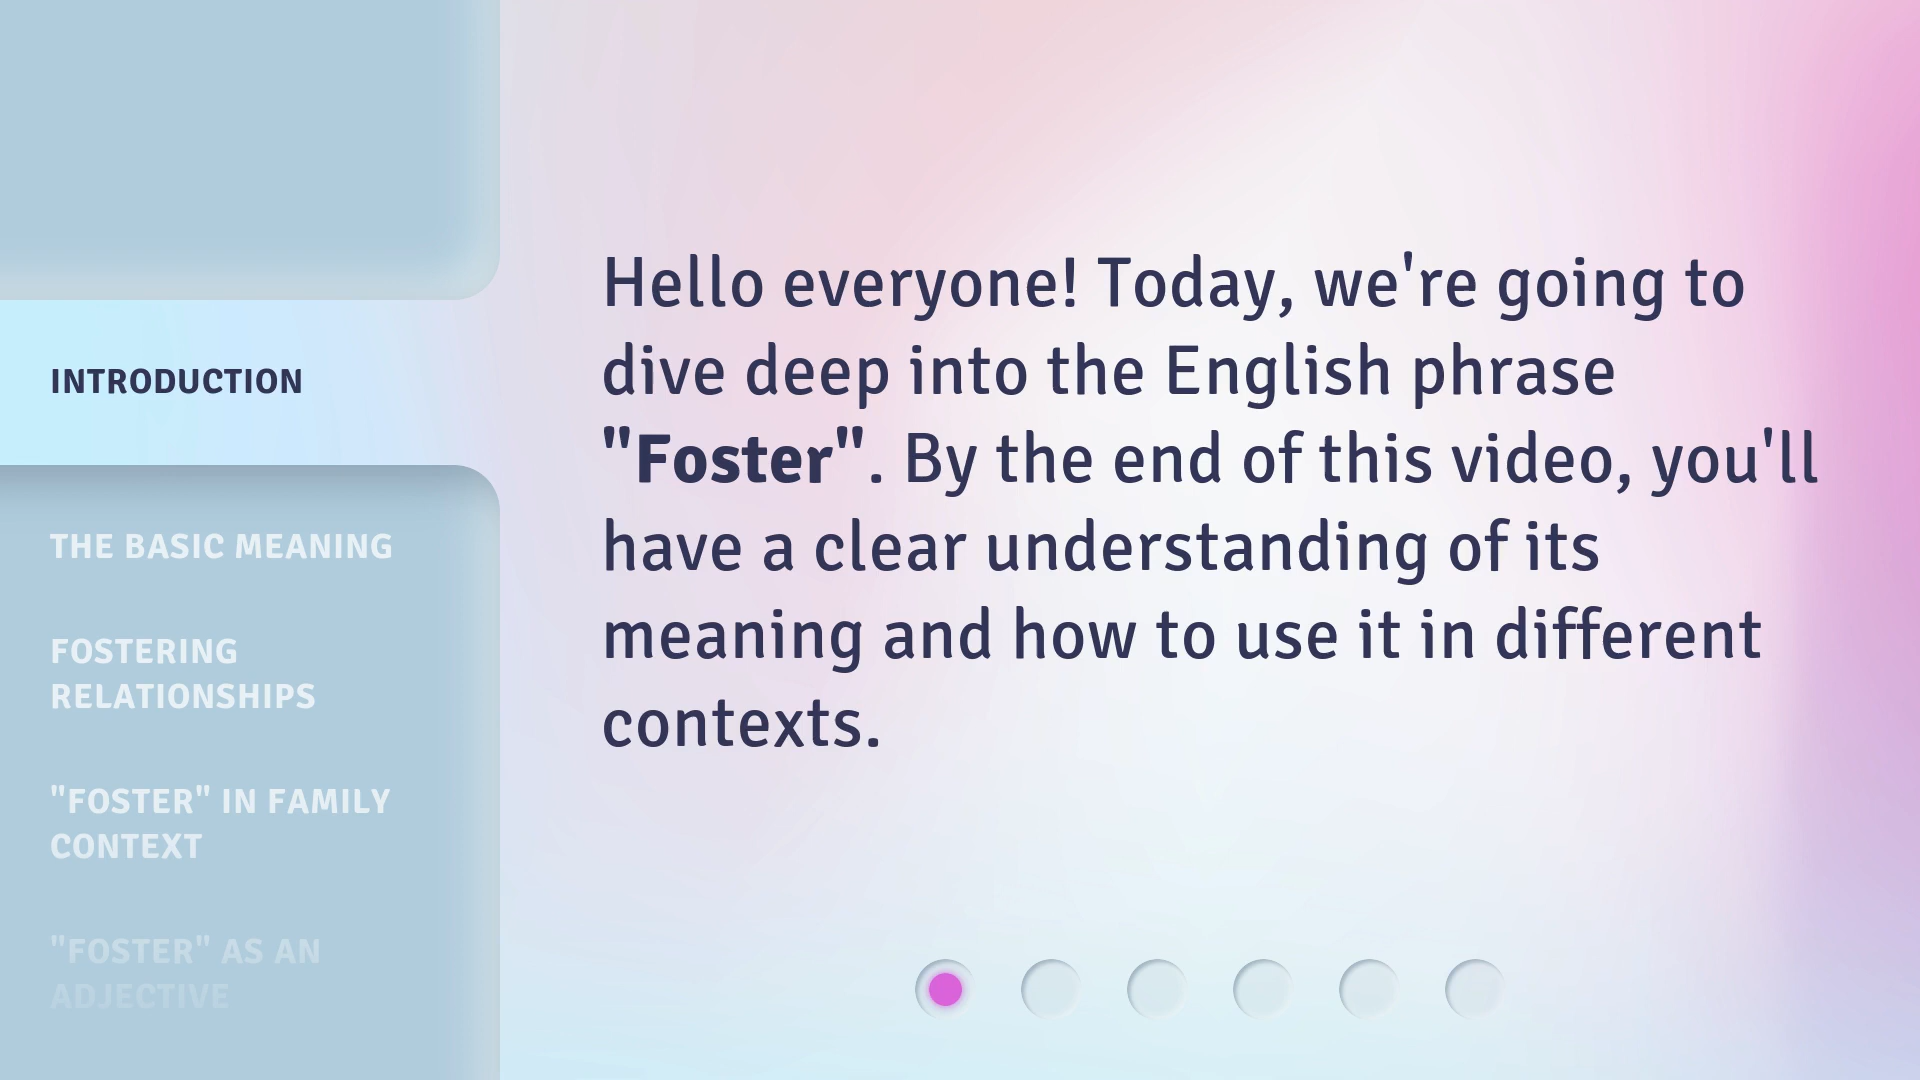 INTRODUCTION
THE BASIC MEANING
FOSTERING
RELATIONSHIPS
"FOSTER" IN FAMILY
CONTEXT
"FOSTER" AS AN
ADJECTIVE
Hello everyone! Today, we're going to
dive deep into the English phrase
"Foster". By the end of this video, you'll
have a clear understanding of its
meaning and how to use it in different
contexts.